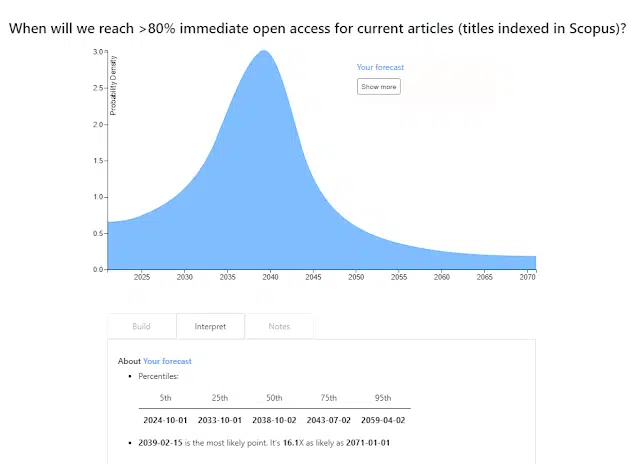 When will we reach >80% immediate open access for current articles (titles indexed in Scopus)?
Probability Density
3.0
2.5
2.0
1.5
1.0
0.5
0.0
2025 2030 2035 2040 2045 2050 2055 2060 2065 2070
Your forecast
Show more
Build Interpret Notes
About Your forecast
• Percentiles:
5th 25th 50th 75th 95th
2024-10-01 2033-10-01 2038-10-02 2043-07-02 2059-04-02
• 2039-02-15 is the most likely point. It's 16.1X as likely as 2071-01-01